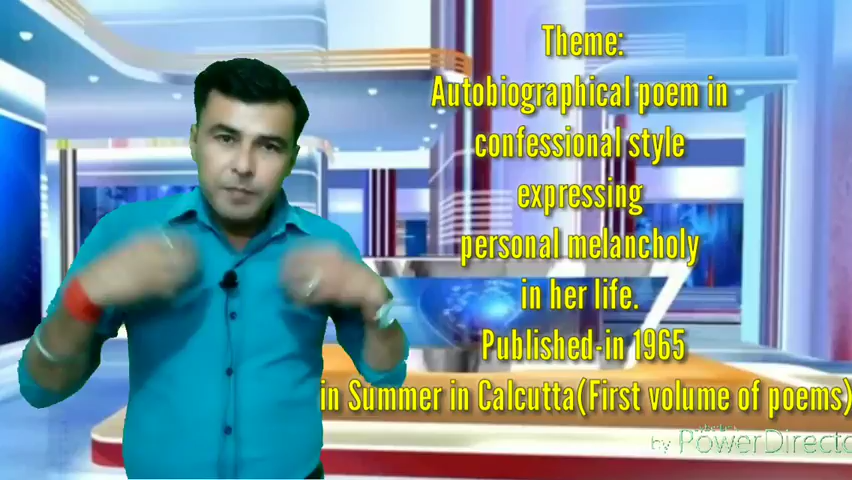 Theme:
Autobiographical poem in
confessional style
expressing
personal melancholy
in her life.
Published-in 1965
in Summer in Calcutta(First volume of poems)
by PowerDirecto